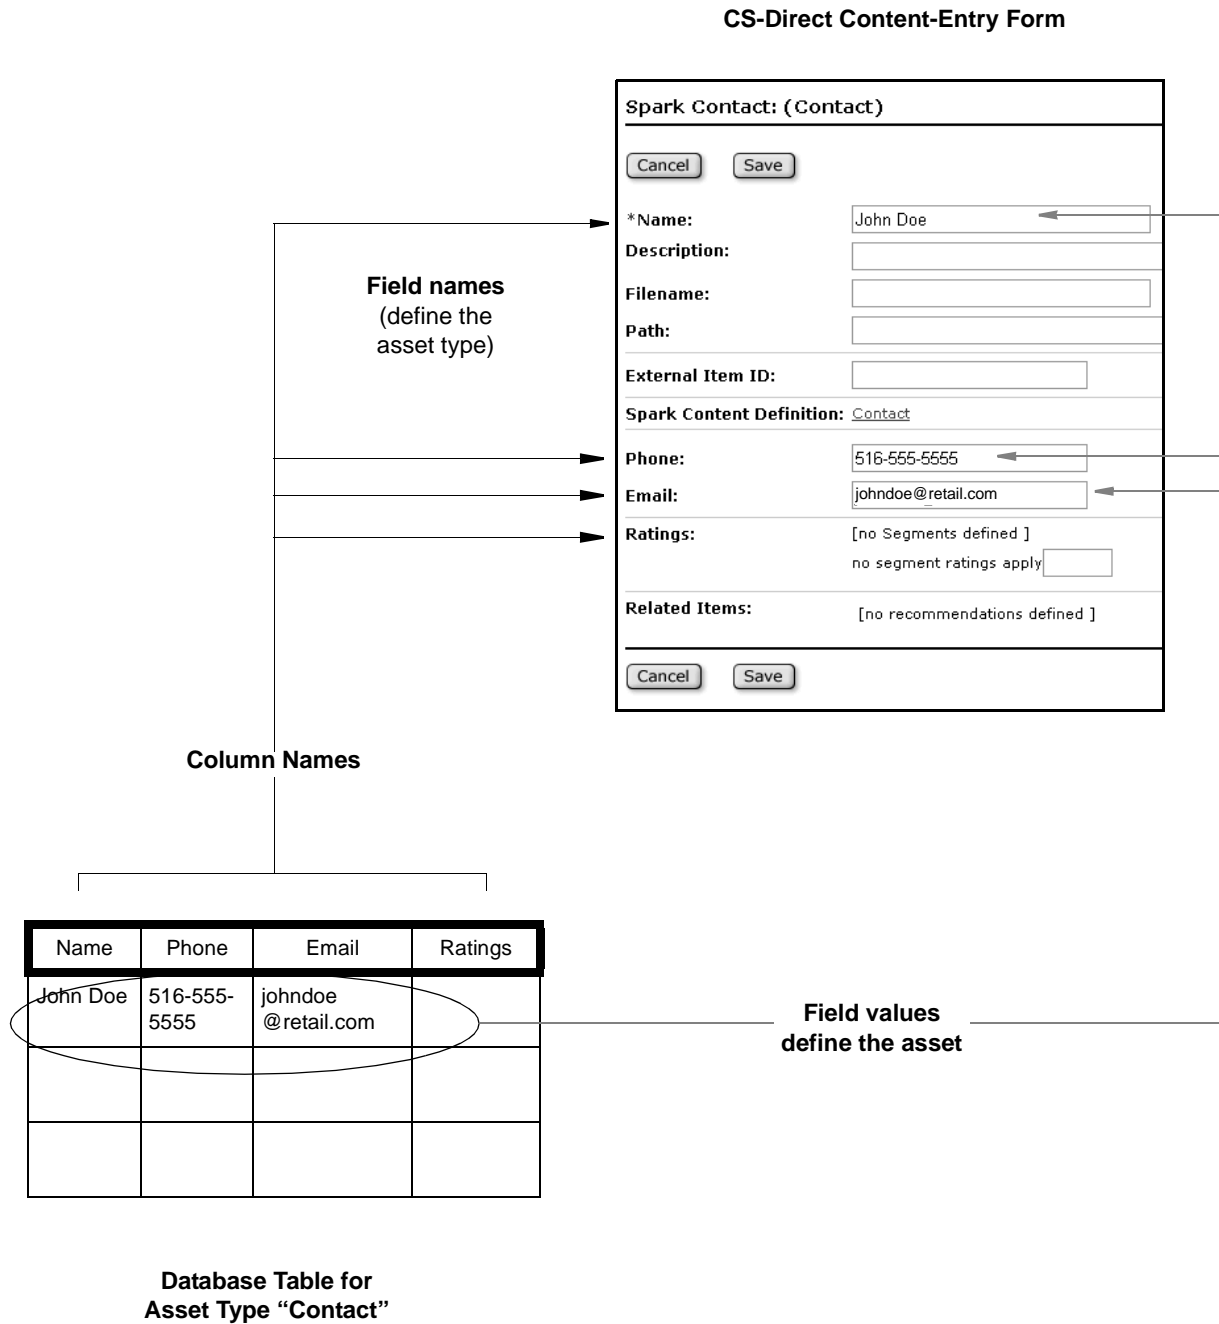 CS-Direct Content-Entry Form
Spark Contact: (Contact)
Cancel Save
*Name: John Doe
Description:
Field names
(define the
asset type)
Filename:
Path:
External Item ID:
Spark Content Definition: Contact
Phone: 516-555-5555
Email: johndoe@retail.com
Ratings: [no Segments defined ]
no segment ratings apply
Related Items: [no recommendations defined ]
Cancel Save
Column Names
Name Phone Email Ratings
John Doe 516-555- johndoe
5555 @retail.com
Field values
define the asset
Database Table for
Asset Type “Contact”